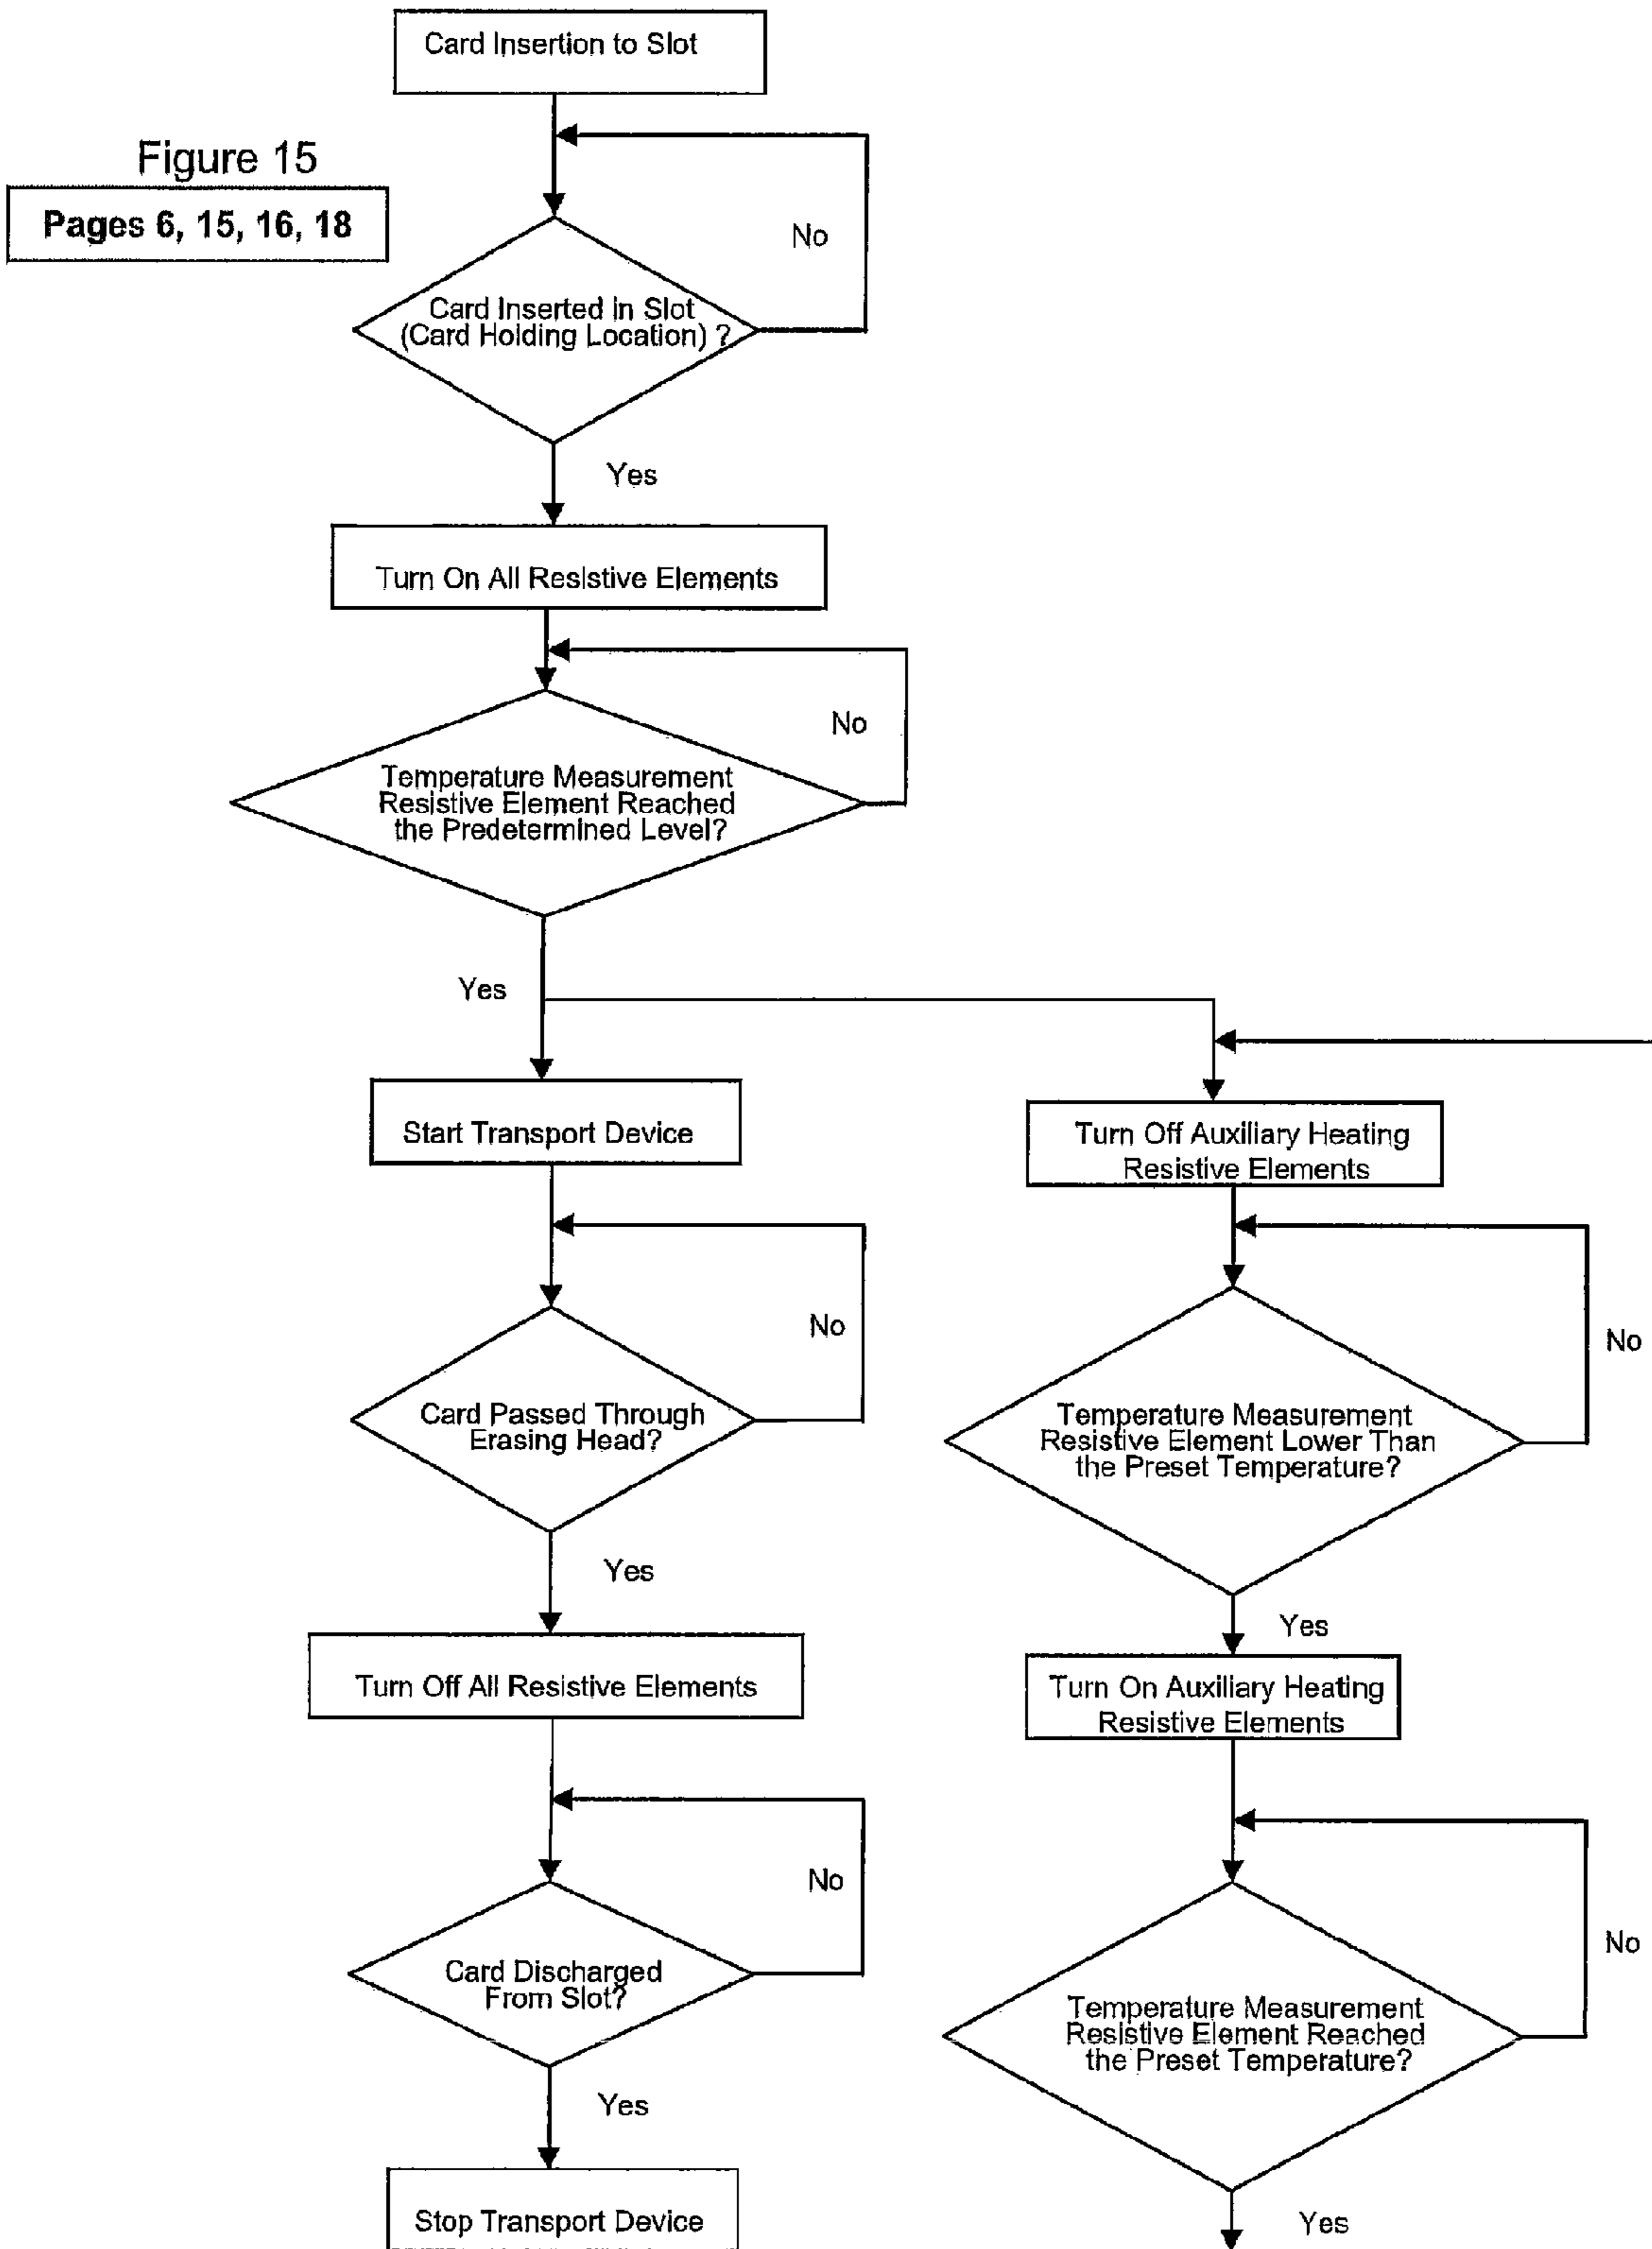 Card Insertion to Slot
Figure 15
Pages 6, 15, 16, 18
No
Card Inserted in Slot
(Card Holding Location) ?
Yes
Turn On All Resistive Elements
No
Temperature Measurement
Resistive Element Reached
the Predetermined Level?
Yes
Start Transport Device
No
Card Passed Through
Erasing Head?
Yes
Turn Off All Resistive Elements
No
Card Discharged
From Slot?
Yes
Stop Transport Device
Turn Off Auxiliary Heating
Resistive Elements
No
Temperature Measurement
Resistive Element Lower Than
the Preset Temperature?
Yes
Turn On Auxiliary Heating
Resistive Elements
No
Temperature Measurement
Resistive Element Reached
the Preset Temperature?
Yes